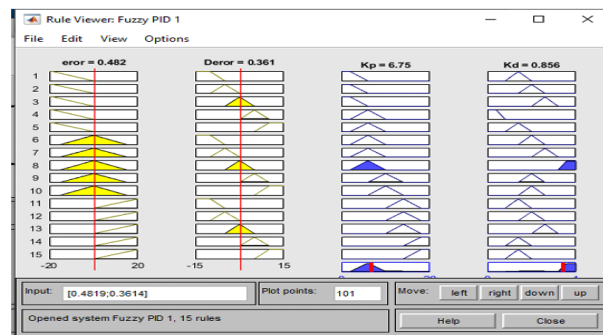 Rule Viewer: Fuzzy PID 1
File Edit View Options
eror = 0.482 Deror = 0.361 Kp = 6.75 Kd = 0.856
1
2
3
4
5
6
7
8
9
10
11
12
13
14
15
-20 20 -15 15
Input: [0.4819;0.3614] Plot points: 101 Move: left right down up
Opened system Fuzzy PID 1, 15 rules Help Close